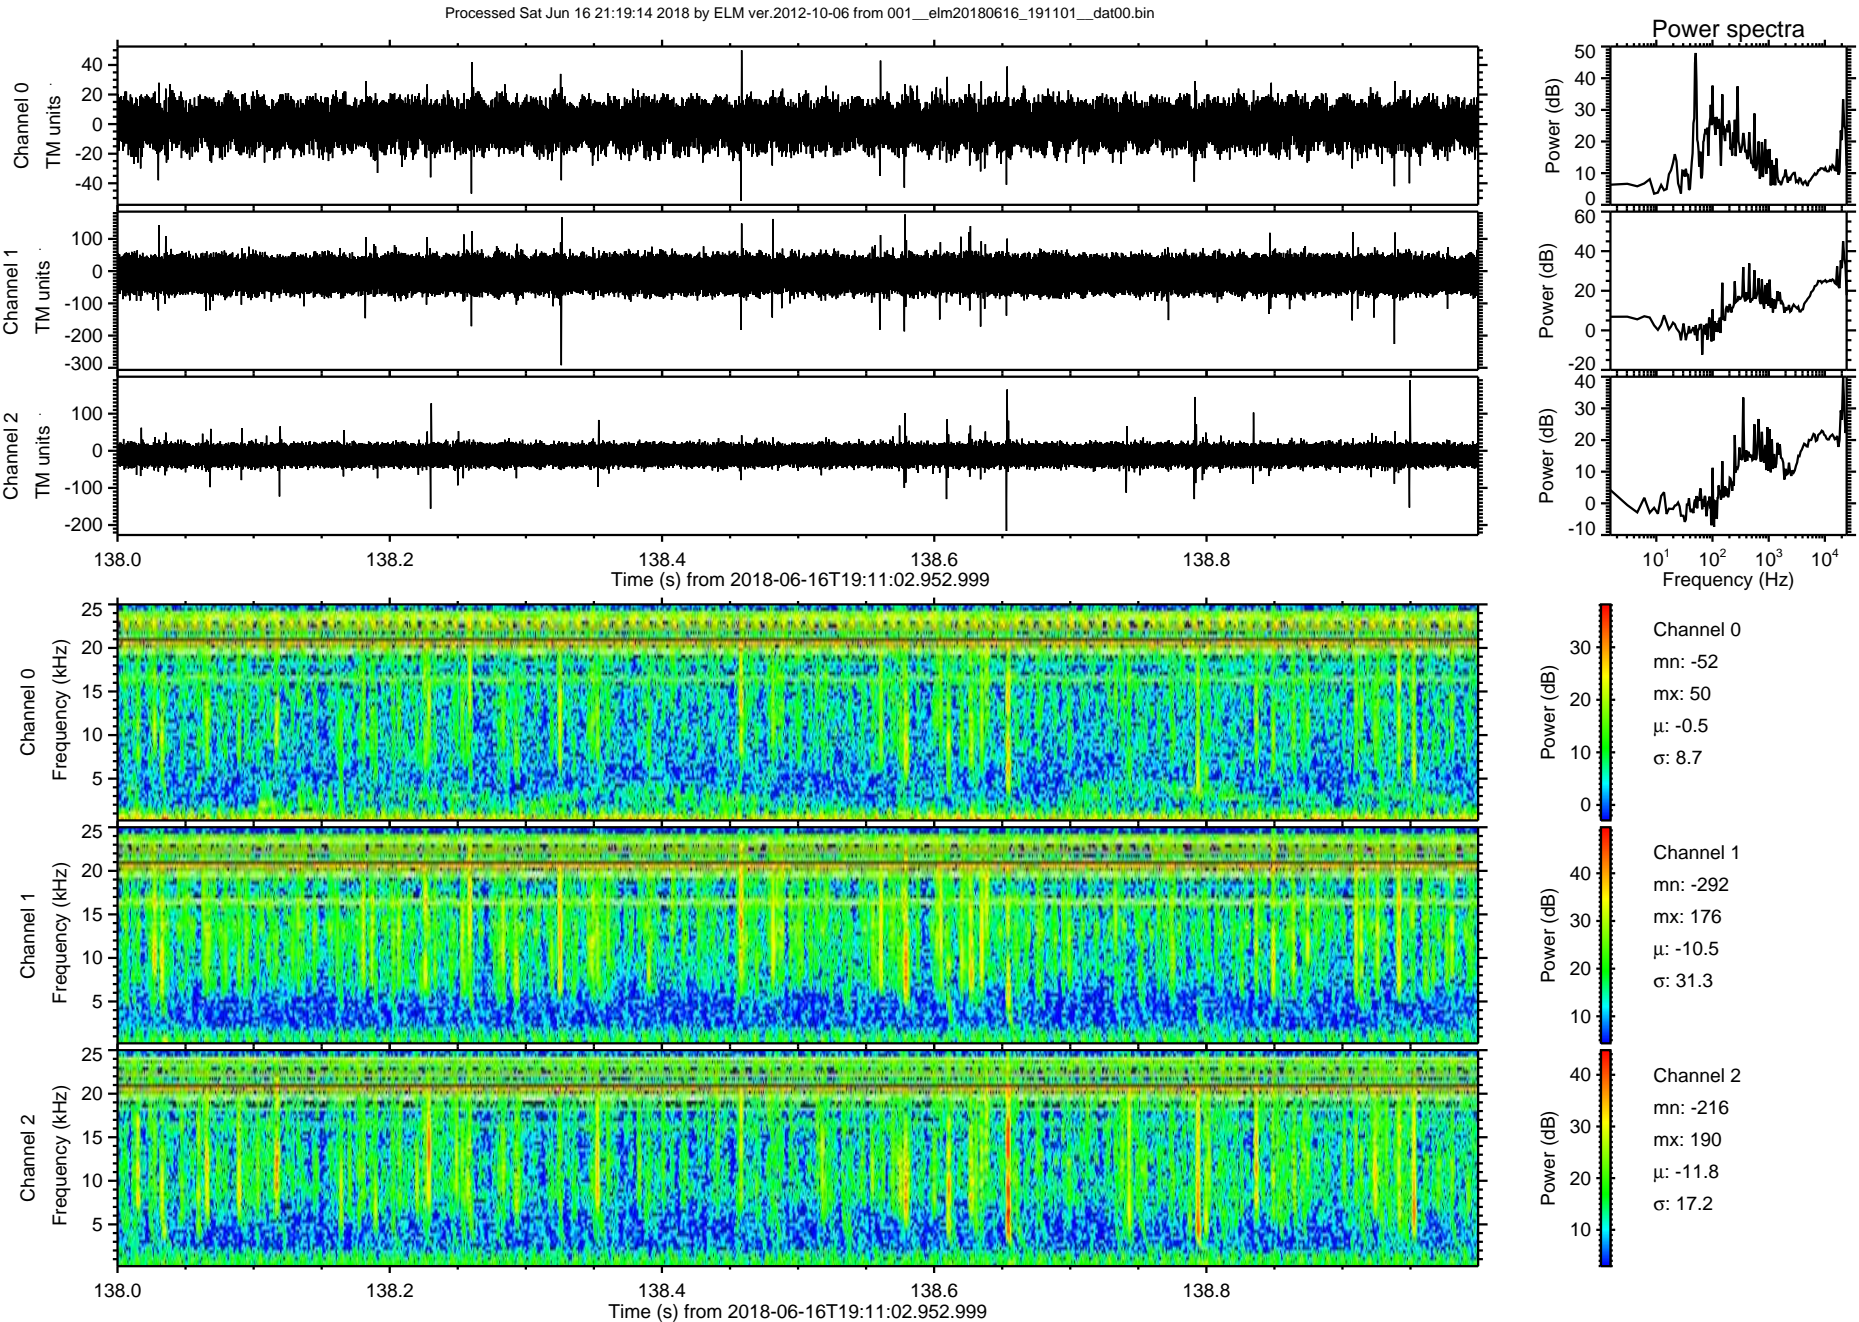 Processed Sat Jun 16 21:19:14 2018 by ELM ver.2012-10-06 from 001__elm20180616_191101__dat00.bin
Power spectra
Channel 0
TM units
40
20
0
-20
-40
Power (dB)
50
40
30
20
10
0
Channel 1
TM units
100
0
-100
-200
-300
Power (dB)
60
40
20
0
-20
Channel 2
TM units
100
0
-100
-200
Power (dB)
40
30
20
10
0
-10
138.0 138.2 138.4 138.6 138.8
Time (s) from 2018-06-16T19:11:02.952.999
10^1 10^2 10^3 10^4
Frequency (Hz)
Channel 0
Frequency (kHz)
25
20
15
10
5
Power (dB)
30
20
10
0
Channel 0
mn: -52
mx: 50
μ: -0.5
σ: 8.7
Channel 1
Frequency (kHz)
25
20
15
10
5
Power (dB)
40
30
20
10
Channel 1
mn: -292
mx: 176
μ: -10.5
σ: 31.3
Channel 2
Frequency (kHz)
25
20
15
10
5
Power (dB)
40
30
20
10
Channel 2
mn: -216
mx: 190
μ: -11.8
σ: 17.2
138.0 138.2 138.4 138.6 138.8
Time (s) from 2018-06-16T19:11:02.952.999